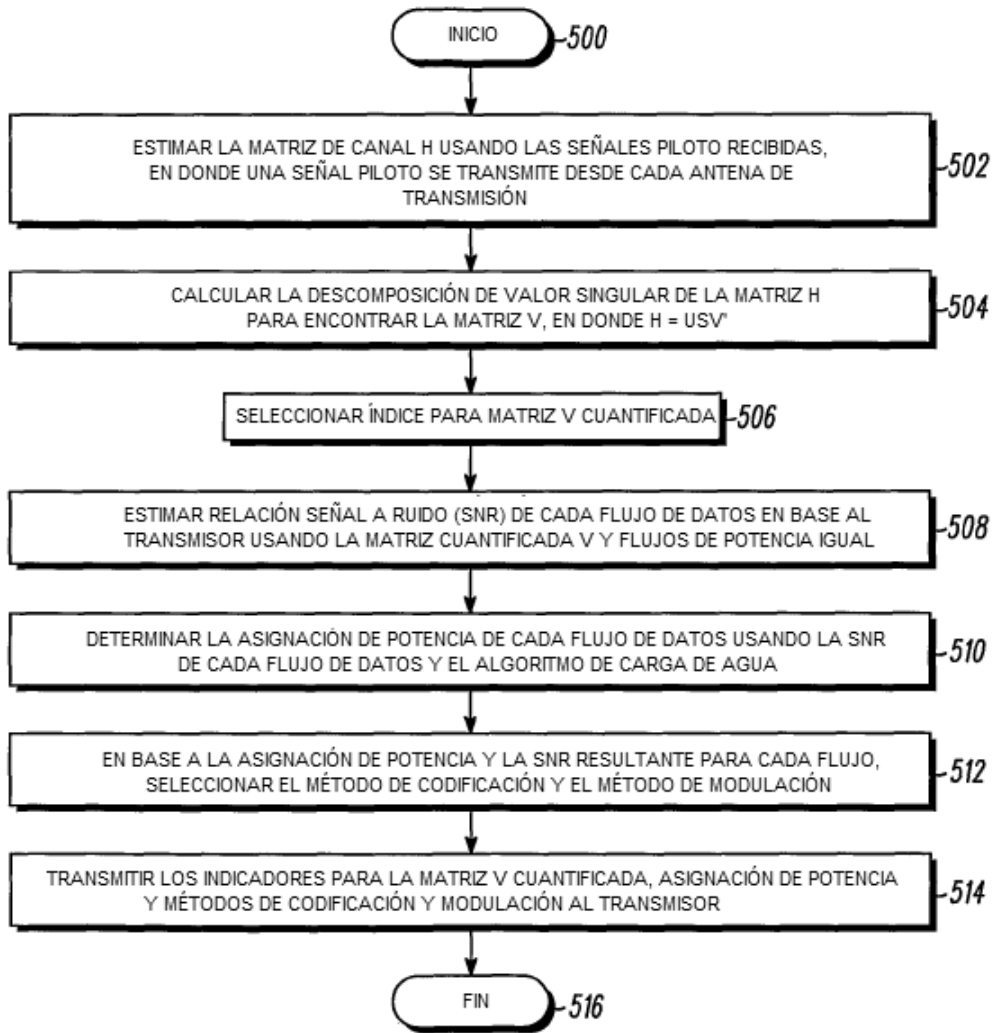 INICIO
500
ESTIMAR LA MATRIZ DE CANAL H USANDO LAS SEÑALES PILOTO RECIBIDAS,
EN DONDE UNA SEÑAL PILOTO SE TRANSMITE DESDE CADA ANTENA DE
TRANSMISIÓN
502
CALCULAR LA DESCOMPOSICIÓN DE VALOR SINGULAR DE LA MATRIZ H
PARA ENCONTRAR LA MATRIZ V, EN DONDE H = USV'
504
SELECCIONAR ÍNDICE PARA MATRIZ V CUANTIFICADA
506
ESTIMAR RELACIÓN SEÑAL A RUIDO (SNR) DE CADA FLUJO DE DATOS EN BASE AL
TRANSMISOR USANDO LA MATRIZ CUANTIFICADA V Y FLUJOS DE POTENCIA IGUAL
508
DETERMINAR LA ASIGNACIÓN DE POTENCIA DE CADA FLUJO DE DATOS USANDO LA SNR
DE CADA FLUJO DE DATOS Y EL ALGORITMO DE CARGA DE AGUA
510
EN BASE A LA ASIGNACIÓN DE POTENCIA Y LA SNR RESULTANTE PARA CADA FLUJO,
SELECCIONAR EL MÉTODO DE CODIFICACIÓN Y EL MÉTODO DE MODULACIÓN
512
TRANSMITIR LOS INDICADORES PARA LA MATRIZ V CUANTIFICADA, ASIGNACIÓN DE POTENCIA
Y MÉTODOS DE CODIFICACIÓN Y MODULACIÓN AL TRANSMISOR
514
FIN
516